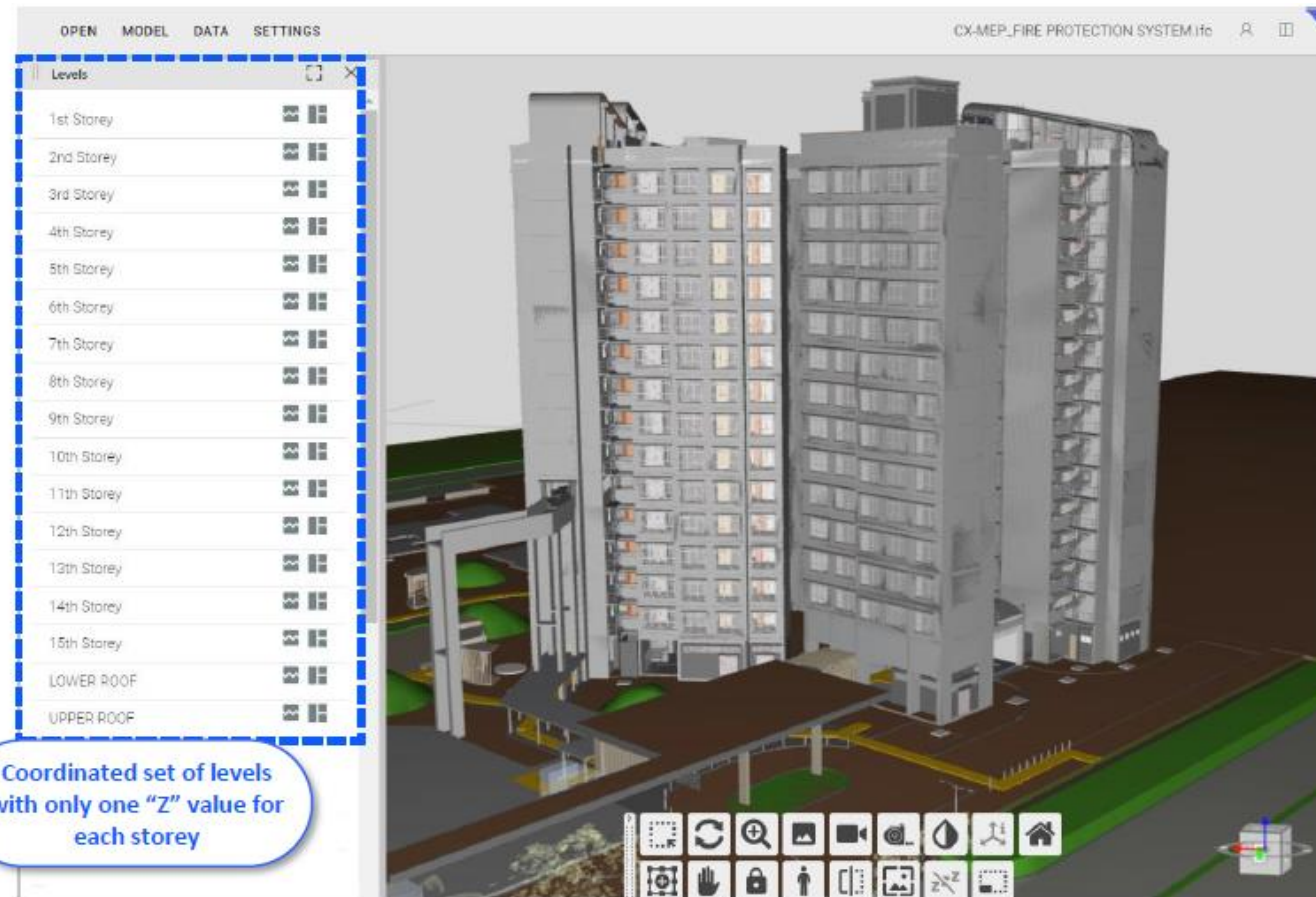 OPEN MODEL DATA SETTINGS CX-MEP_FIRE PROTECTION SYSTEM.ifc
Levels
1st Storey
2nd Storey
3rd Storey
4th Storey
5th Storey
6th Storey
7th Storey
8th Storey
9th Storey
10th Storey
11th Storey
12th Storey
13th Storey
14th Storey
15th Storey
LOWER ROOF
UPPER ROOF
Coordinated set of levels
with only one “Z” value for
each storey